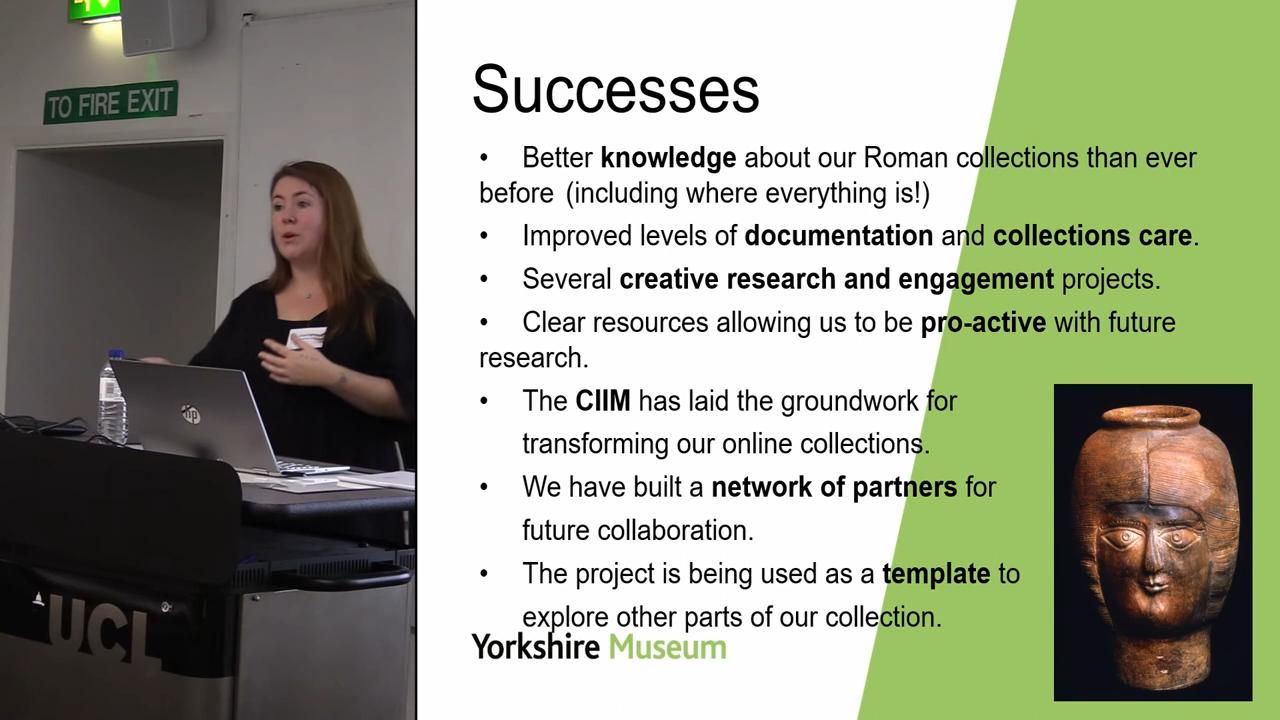 TO FIRE EXIT
hp
UCL
Successes
• Better knowledge about our Roman collections than ever
before (including where everything is!)
• Improved levels of documentation and collections care.
• Several creative research and engagement projects.
• Clear resources allowing us to be pro-active with future
research.
• The CIIM has laid the groundwork for
transforming our online collections.
• We have built a network of partners for
future collaboration.
• The project is being used as a template to
explore other parts of our collection.
Yorkshire Museum